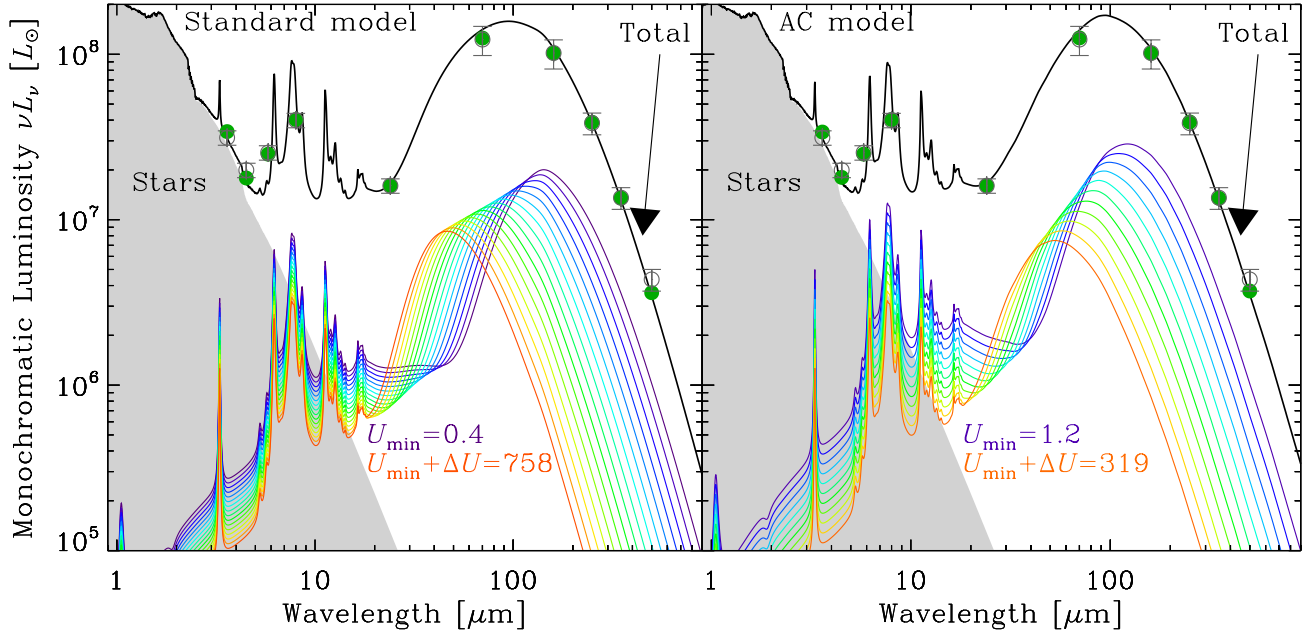 Monochromatic Luminosity νL_ν [L_⊙]
Standard model
Total
10^8
10^7
10^6
10^5
Stars
U_min=0.4
U_min+ΔU=758
1 10 100
Wavelength [μm]
AC model
Total
Stars
U_min=1.2
U_min+ΔU=319
1 10 100 1000
Wavelength [μm]